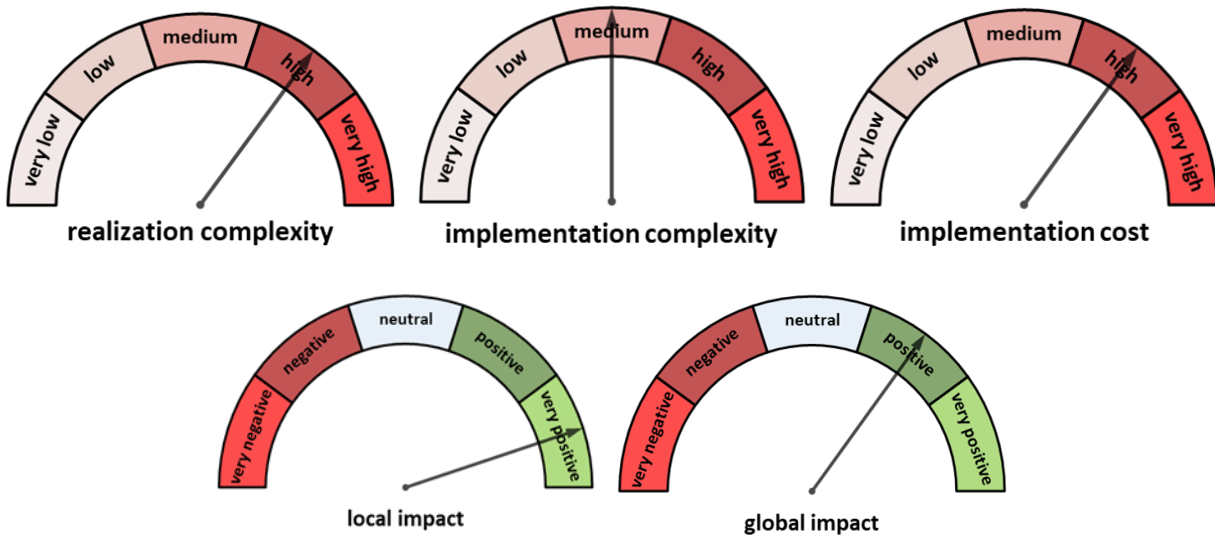 very low
low
medium
high
very high
realization complexity
very low
low
medium
high
very high
implementation complexity
very low
low
medium
high
very high
implementation cost
very negative
negative
neutral
positive
very positive
local impact
very negative
negative
neutral
positive
very positive
global impact